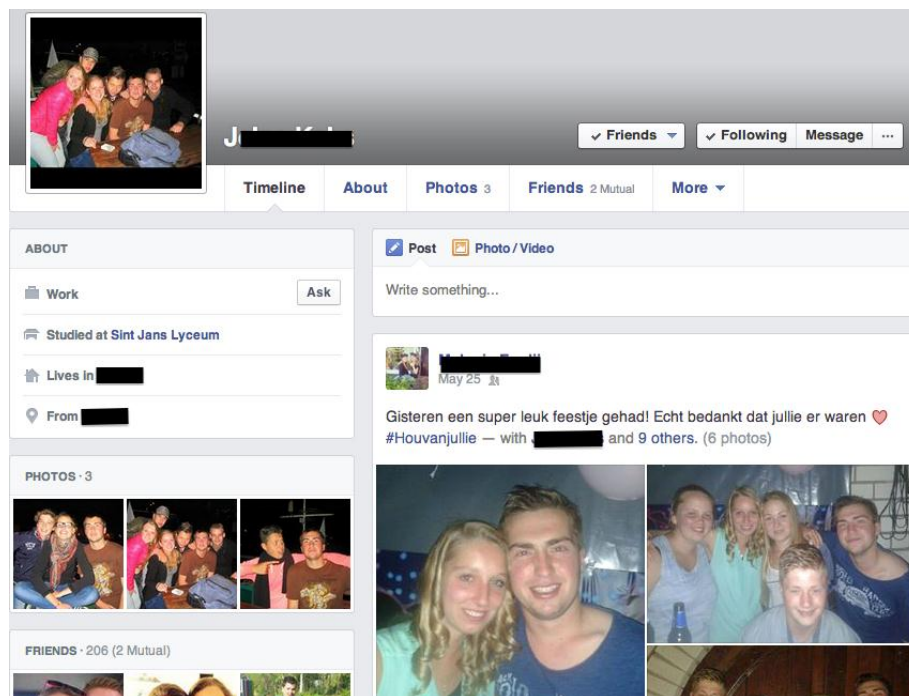 Friends
Following
Message
Timeline
About
Photos 3
Friends 2 Mutual
More
ABOUT
Work
Ask
Studied at Sint Jans Lyceum
Lives in
From
PHOTOS · 3
FRIENDS · 206 (2 Mutual)
Post
Photo / Video
Write something...
May 25
Gisteren een super leuk feestje gehad! Echt bedankt dat jullie er waren
#Houvanjullie — with and 9 others. (6 photos)